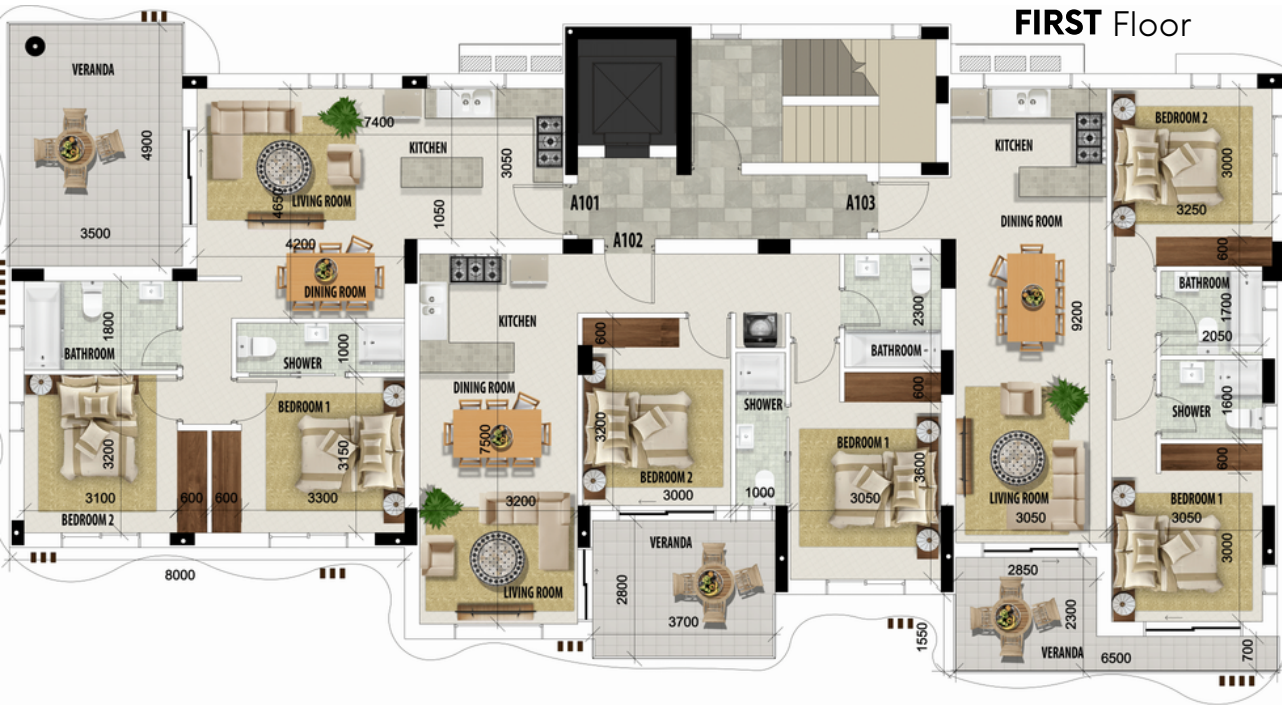 FIRST Floor
VERANDA
4900
3500
7400
KITCHEN
3050
1050
LIVING ROOM
4650
4200
DINING ROOM
A101
A102
A103
BATHROOM
1800
SHOWER
1000
BEDROOM 1
3150
3300
600
600
3200
3100
BEDROOM 2
8000
KITCHEN
DINING ROOM
7500
3200
LIVING ROOM
600
3200
BEDROOM 2
3000
SHOWER
1000
2300
BATHROOM
600
BEDROOM 1
3050
3600
VERANDA
2800
3700
1550
KITCHEN
DINING ROOM
9200
LIVING ROOM
3050
BEDROOM 2
3000
3250
600
BATHROOM
1700
2050
SHOWER
1600
600
BEDROOM 1
3050
3000
2850
2300
VERANDA
6500
700